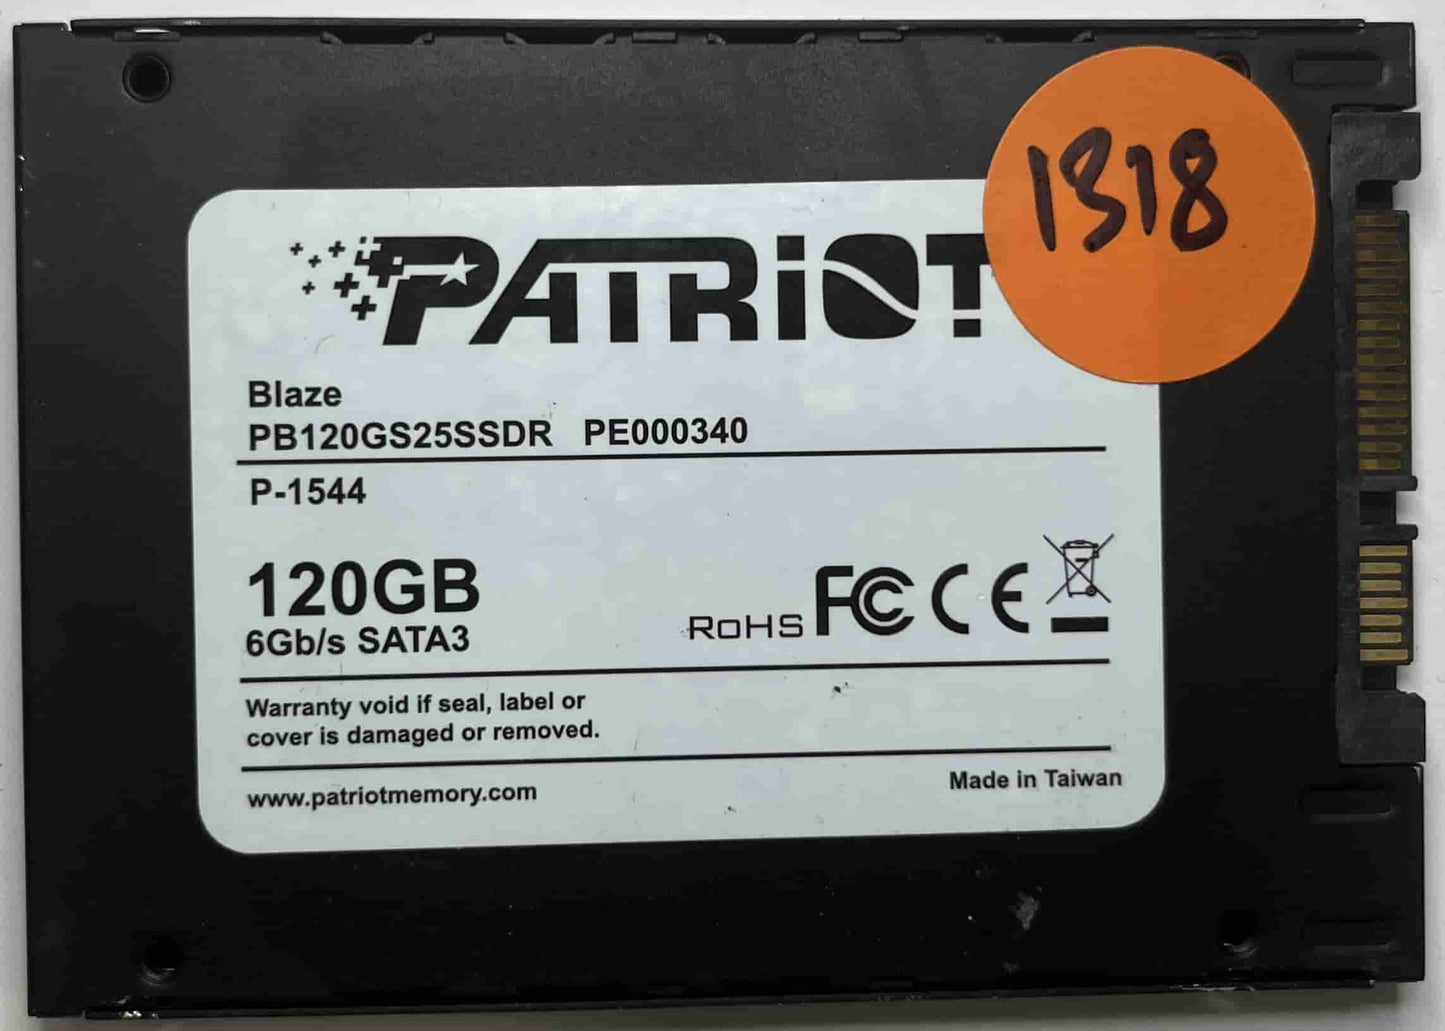 1318
PATRIOT
Blaze
PB120GS25SSDR PE000340
P-1544
120GB
6Gb/s SATA3
RoHS FC CE
Warranty void if seal, label or
cover is damaged or removed.
www.patriotmemory.com
Made in Taiwan